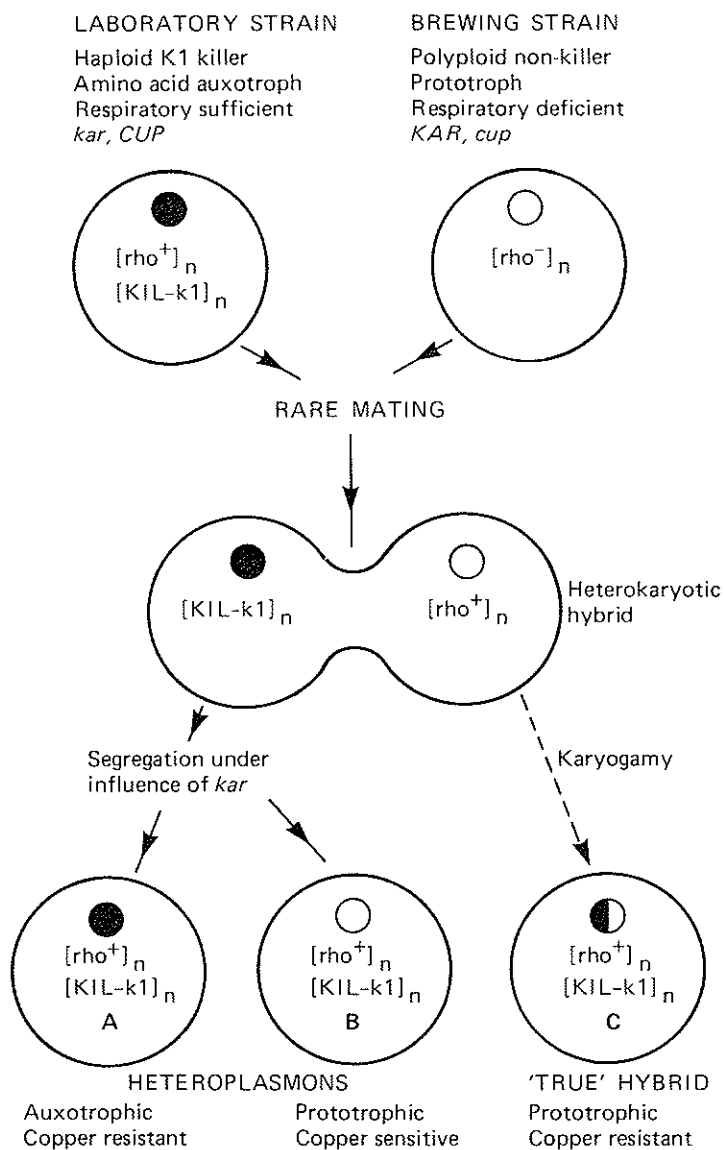 LABORATORY STRAIN
Haploid K1 killer
Amino acid auxotroph
Respiratory sufficient
kar, CUP
BREWING STRAIN
Polyploid non-killer
Prototroph
Respiratory deficient
KAR, cup
[rho⁺]ₙ
[KIL-k1]ₙ
[rho⁻]ₙ
RARE MATING
[KIL-k1]ₙ
[rho⁺]ₙ
Heterokaryotic
hybrid
Segregation under
influence of kar
Karyogamy
[rho⁺]ₙ
[KIL-k1]ₙ
A
[rho⁺]ₙ
[KIL-k1]ₙ
B
[rho⁺]ₙ
[KIL-k1]ₙ
C
HETEROPLASMONS
Auxotrophic
Copper resistant
Prototrophic
Copper sensitive
'TRUE' HYBRID
Prototrophic
Copper resistant